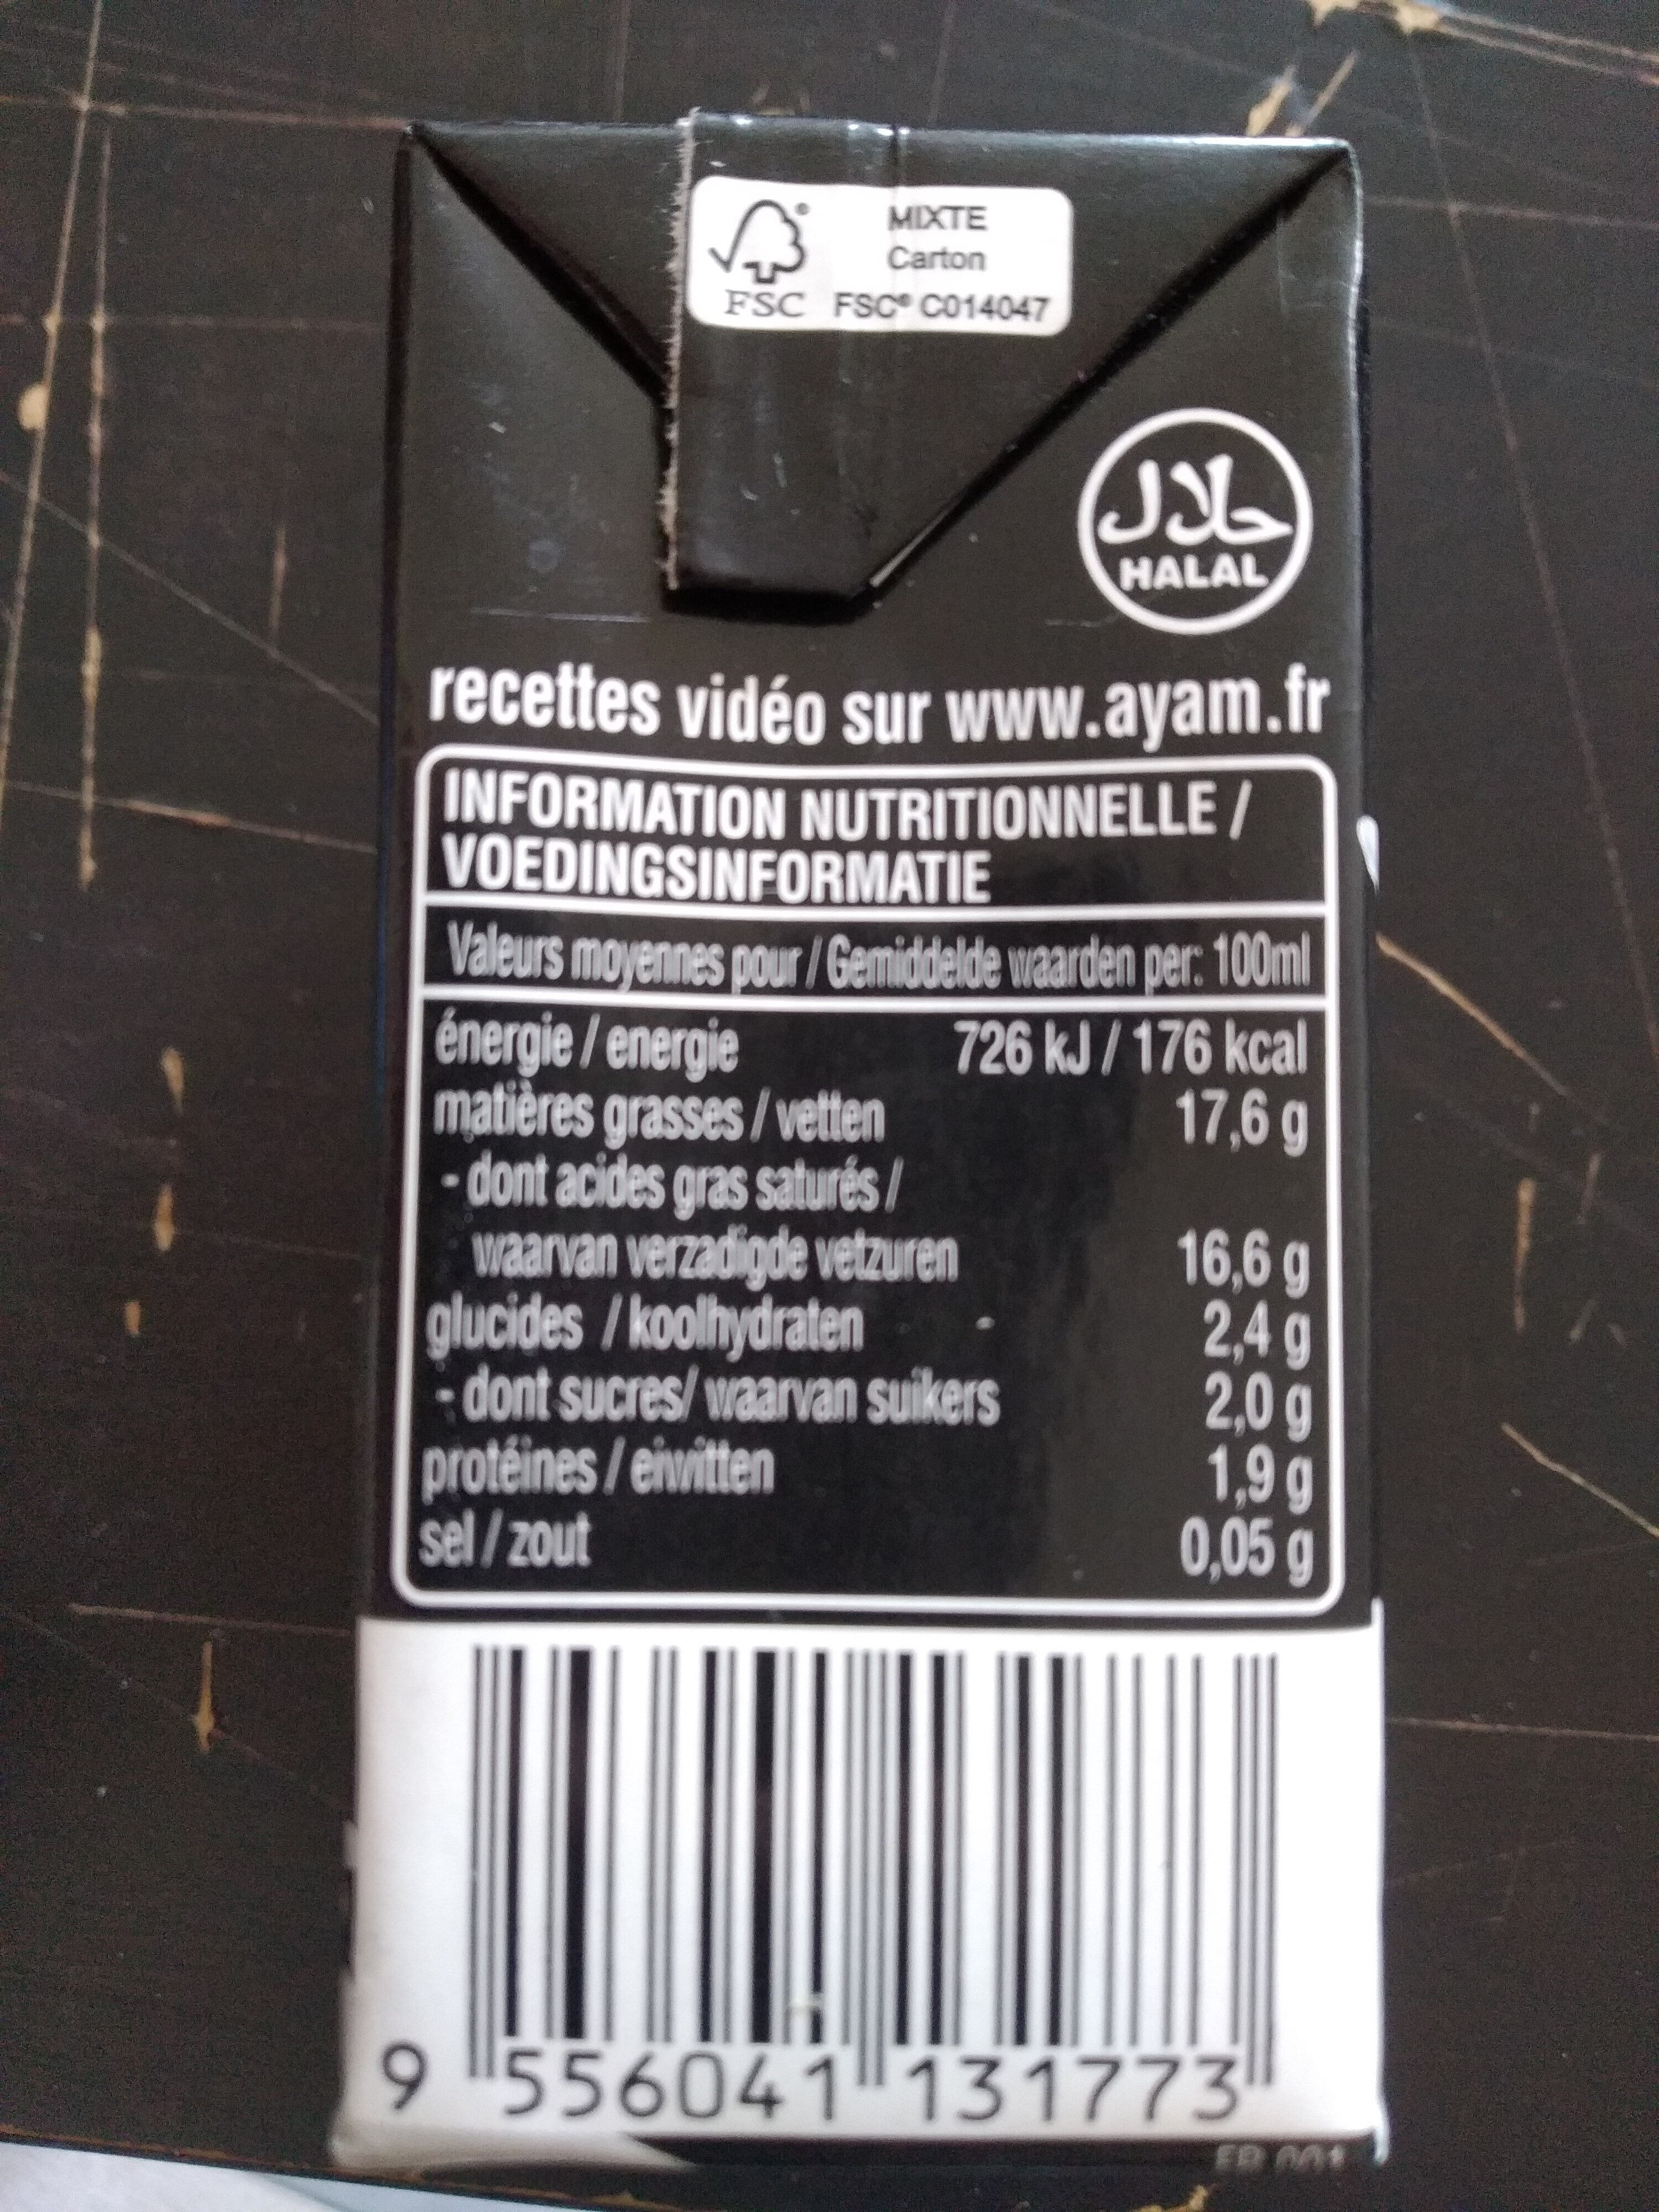 MIXTE
Carton
FSC FSC® C014047
حلال
HALAL
recettes vidéo sur www.ayam.fr
INFORMATION NUTRITIONNELLE /
VOEDINGSINFORMATIE
Valeurs moyennes pour / Gemiddelde waarden per: 100ml
énergie / energie 726 kJ / 176 kcal
matières grasses / vetten 17,6 g
- dont acides gras saturés /
waarvan verzadigde vetzuren 16,6 g
glucides / koolhydraten 2,4 g
- dont sucres/ waarvan suikers 2,0 g
protéines / eiwitten 1,9 g
sel / zout 0,05 g
9 556041 131773